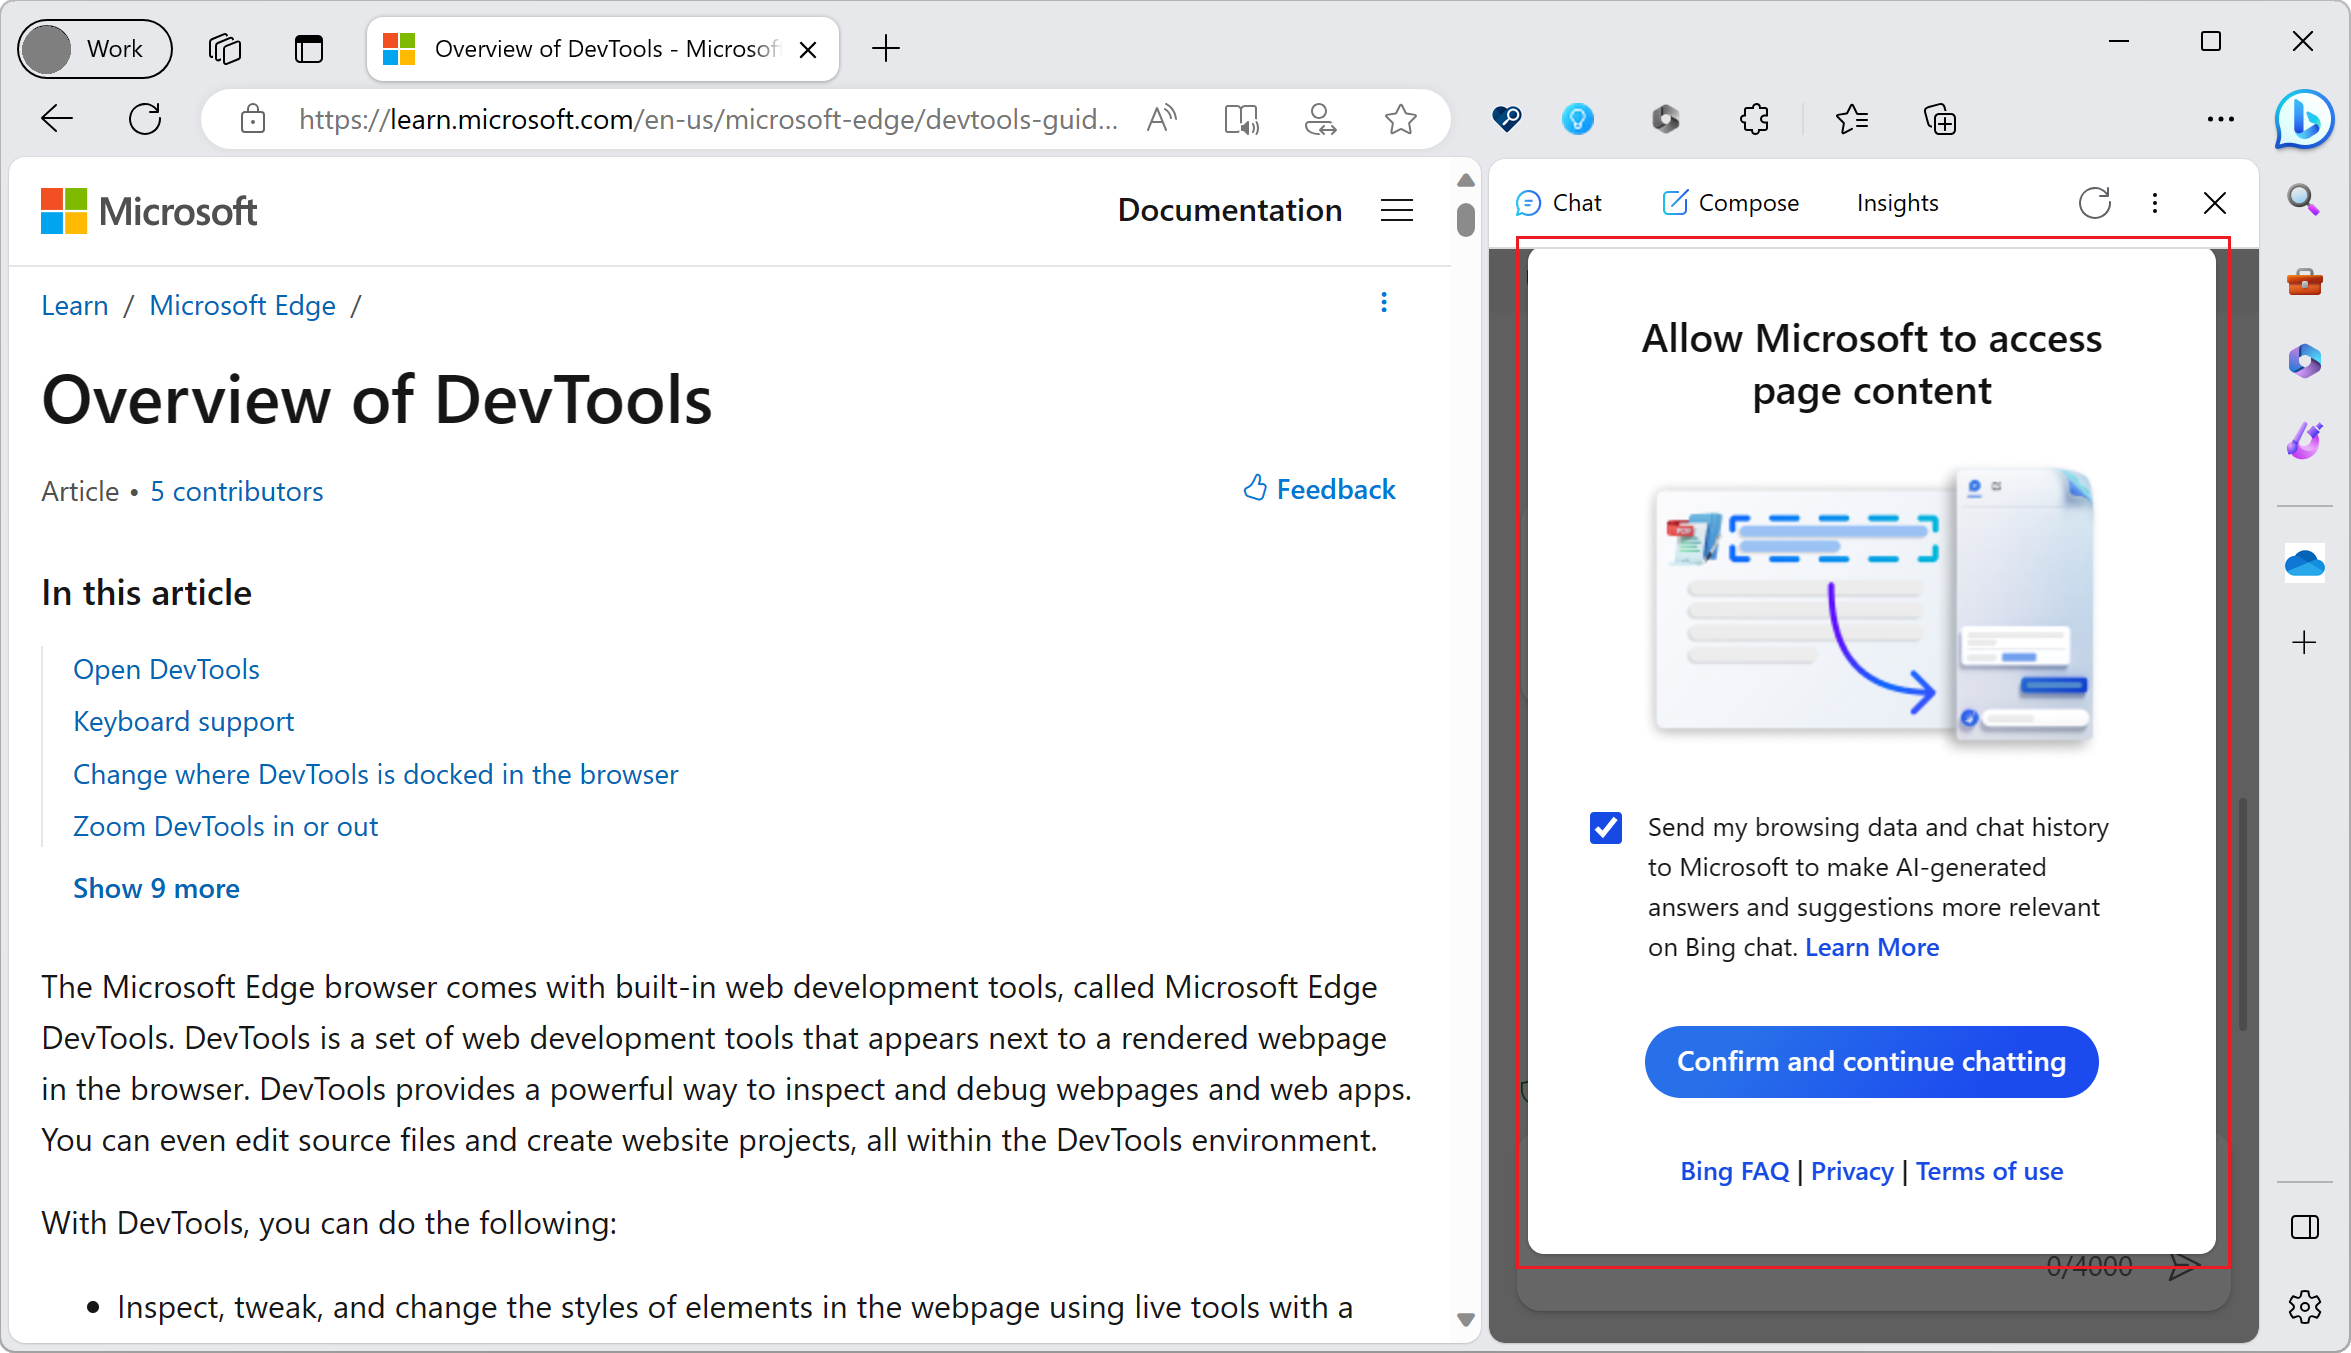 Work
Overview of DevTools - Microsof
https://learn.microsoft.com/en-us/microsoft-edge/devtools-guid...
Microsoft
Documentation
Learn / Microsoft Edge /
Overview of DevTools
Article • 5 contributors
Feedback
In this article
Open DevTools
Keyboard support
Change where DevTools is docked in the browser
Zoom DevTools in or out
Show 9 more
The Microsoft Edge browser comes with built-in web development tools, called Microsoft Edge
DevTools. DevTools is a set of web development tools that appears next to a rendered webpage
in the browser. DevTools provides a powerful way to inspect and debug webpages and web apps.
You can even edit source files and create website projects, all within the DevTools environment.
With DevTools, you can do the following:
• Inspect, tweak, and change the styles of elements in the webpage using live tools with a
Chat
Compose
Insights
Allow Microsoft to access
page content
PDF
Send my browsing data and chat history
to Microsoft to make AI-generated
answers and suggestions more relevant
on Bing chat. Learn More
Confirm and continue chatting
Bing FAQ | Privacy | Terms of use
0/4000